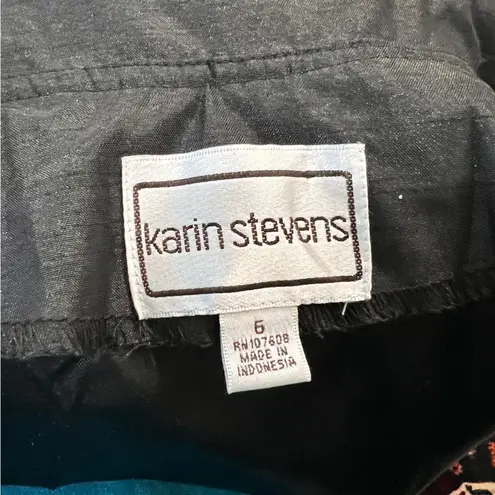 karin stevens
6
RN107608
MADE IN
INDONESIA